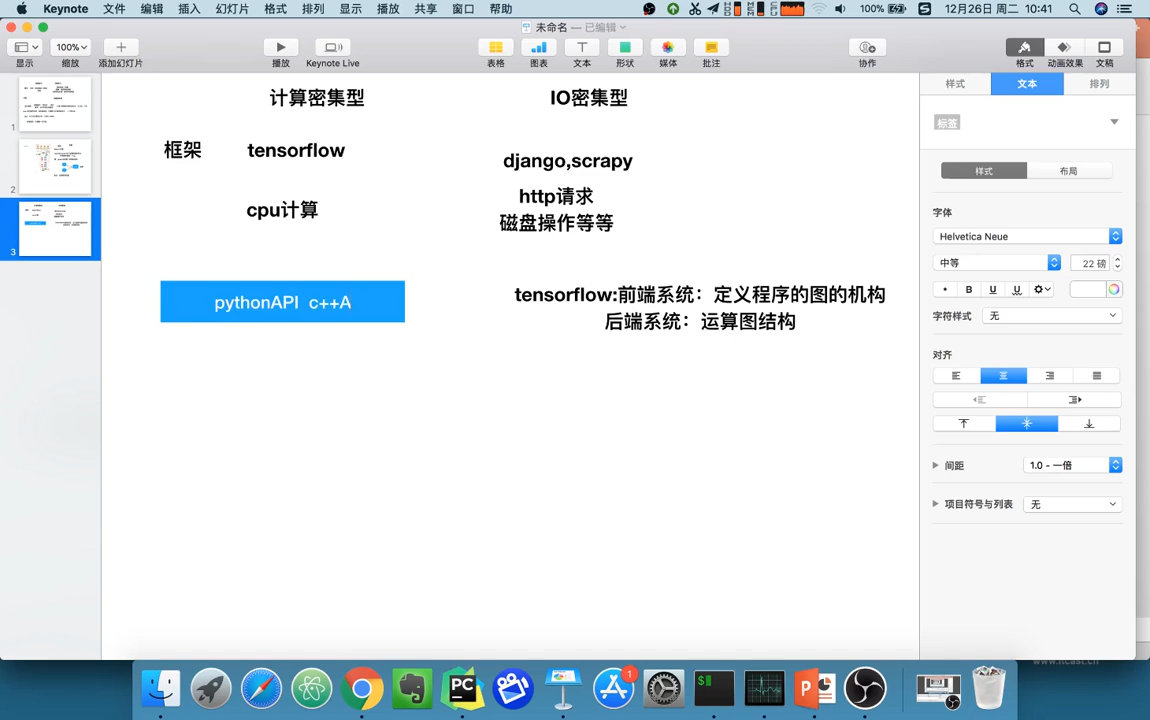 Keynote 文件 编辑 插入 幻灯片 格式 排列 显示 播放 共享 窗口 帮助 100% 12月26日 周二 10:41
未命名 — 已编辑
100%
显示 缩放 添加幻灯片 播放 Keynote Live 表格 图表 文本 形状 媒体 批注 协作 格式 动画效果 文稿
样式 文本 排列
1
2
3
计算密集型 IO密集型
框架 tensorflow django,scrapy
cpu计算 http请求
磁盘操作等等
pythonAPI c++A
tensorflow:前端系统：定义程序的图的机构
后端系统：运算图结构
标签
样式 布局
字体
Helvetica Neue
中等 22 磅
B U U
字符样式 无
对齐
间距 1.0 - 一倍
项目符号与列表 无
www.itcast.cn
PC
1
$
P